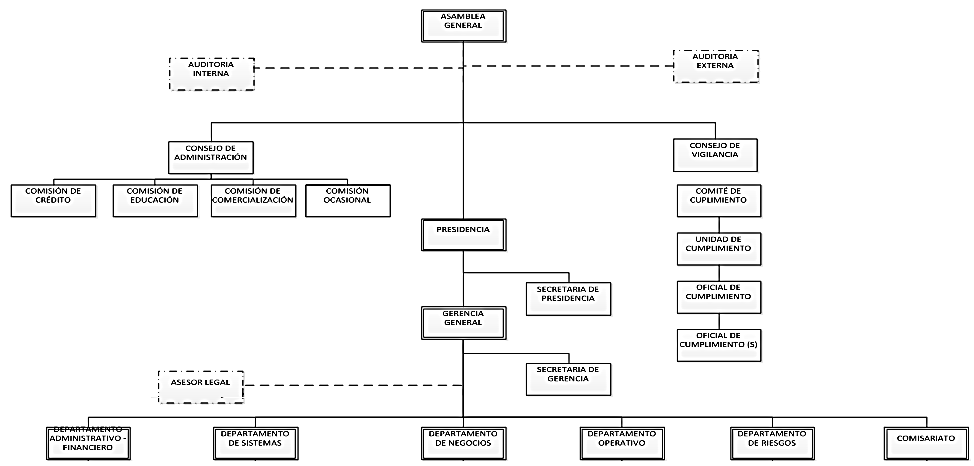 ASAMBLEA
GENERAL
AUDITORIA
INTERNA
AUDITORIA
EXTERNA
CONSEJO DE
ADMINISTRACIÓN
CONSEJO DE
VIGILANCIA
COMISIÓN DE
CRÉDITO
COMISIÓN DE
EDUCACIÓN
COMISIÓN DE
COMERCIALIZACIÓN
COMISIÓN
OCASIONAL
COMITÉ DE
CUPLIMIENTO
PRESIDENCIA
UNIDAD DE
CUMPLIMIENTO
SECRETARIA DE
PRESIDENCIA
OFICIAL DE
CUMPLIMIENTO
GERENCIA
GENERAL
OFICIAL DE
CUMPLIMIENTO (S)
SECRETARIA DE
GERENCIA
ASESOR LEGAL
DEPARTAMENTO
ADMINISTRATIVO -
FINANCIERO
DEPARTAMENTO
DE SISTEMAS
DEPARTAMENTO
DE NEGOCIOS
DEPARTAMENTO
OPERATIVO
DEPARTAMENTO
DE RIESGOS
COMISARIATO